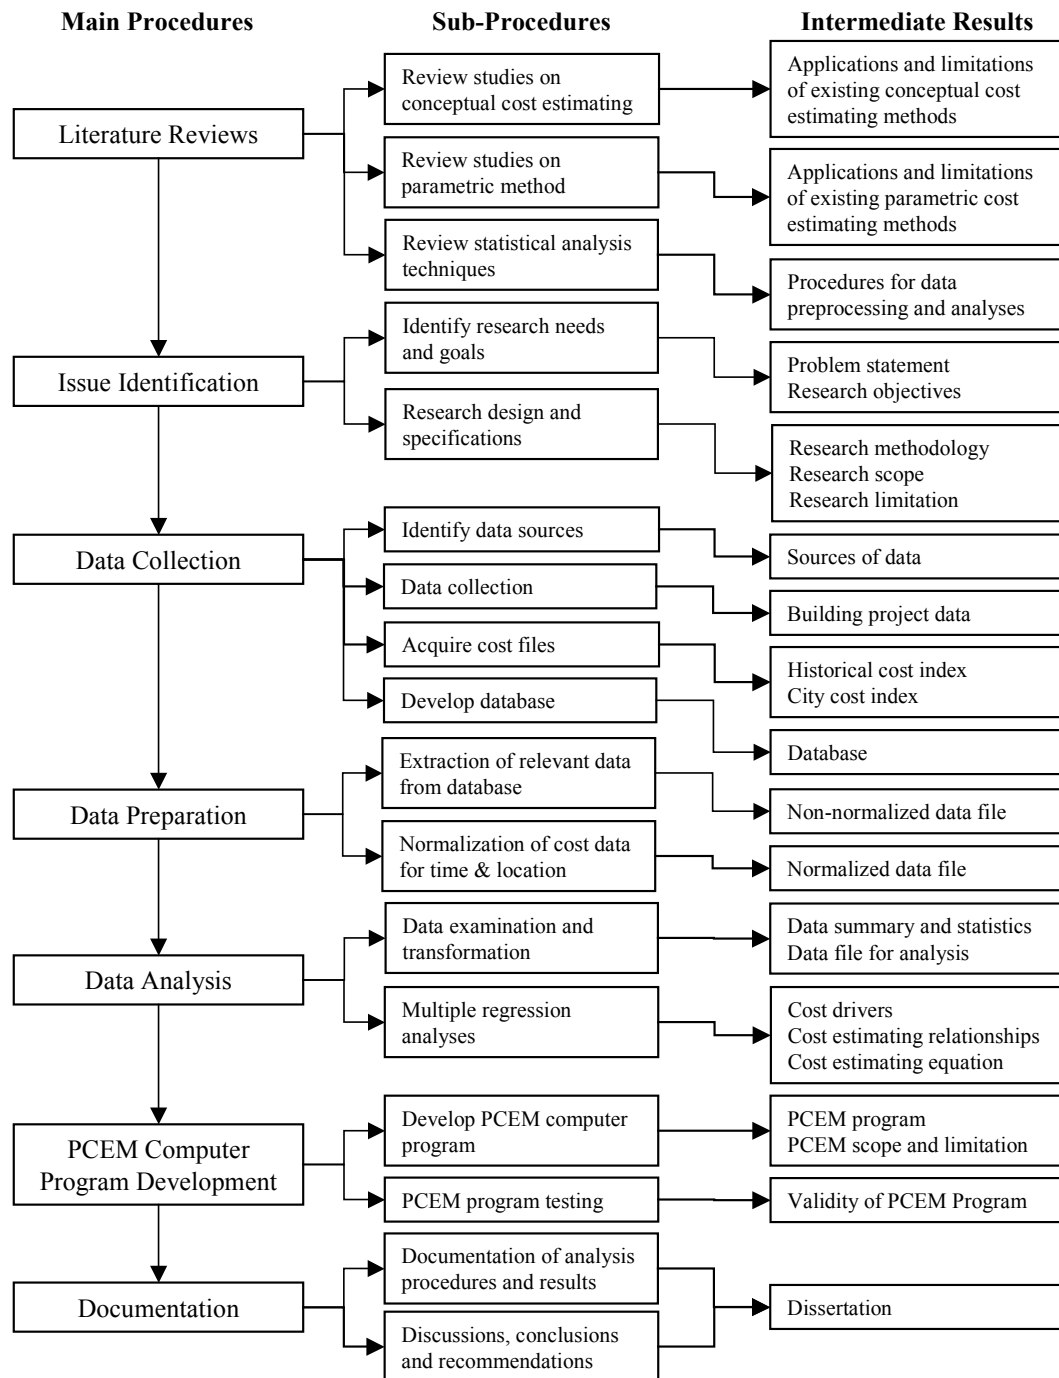 Main Procedures
Sub-Procedures
Intermediate Results
Literature Reviews
Review studies on
conceptual cost estimating
Applications and limitations
of existing conceptual cost
estimating methods
Review studies on
parametric method
Applications and limitations
of existing parametric cost
estimating methods
Review statistical analysis
techniques
Procedures for data
preprocessing and analyses
Issue Identification
Identify research needs
and goals
Problem statement
Research objectives
Research design and
specifications
Research methodology
Research scope
Research limitation
Data Collection
Identify data sources
Sources of data
Data collection
Building project data
Acquire cost files
Historical cost index
City cost index
Develop database
Database
Data Preparation
Extraction of relevant data
from database
Non-normalized data file
Normalization of cost data
for time & location
Normalized data file
Data Analysis
Data examination and
transformation
Data summary and statistics
Data file for analysis
Multiple regression
analyses
Cost drivers
Cost estimating relationships
Cost estimating equation
PCEM Computer
Program Development
Develop PCEM computer
program
PCEM program
PCEM scope and limitation
PCEM program testing
Validity of PCEM Program
Documentation
Documentation of analysis
procedures and results
Discussions, conclusions
and recommendations
Dissertation